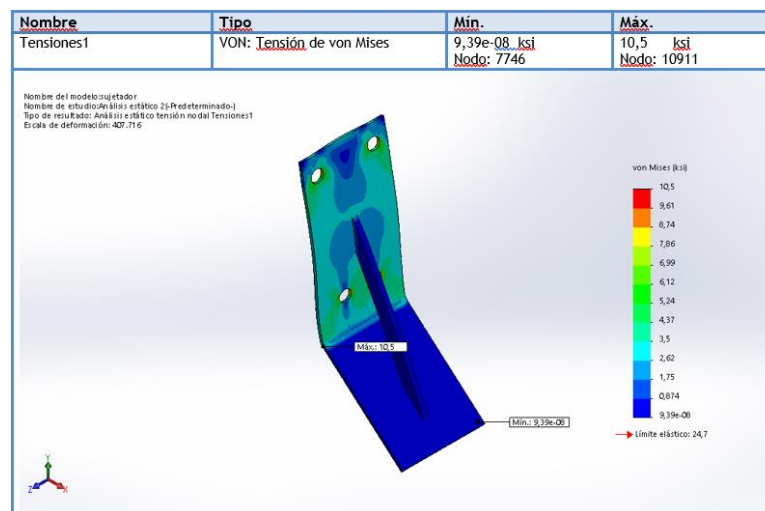 Nombre Tipo Mín. Máx.
Tensiones1 VON: Tensión de von Mises 9,39e-08 ksi 10,5 ksi
Nodo: 7746 Nodo: 10911
Nombre del modelo:sujetador
Nombre de estudio:Análisis estático 2(-Predeterminado-)
Tipo de resultado: Análisis estático tensión nodal Tensiones1
Escala de deformación: 407.716
von Mises (ksi)
10,5
9,61
8,74
7,86
6,99
6,12
5,24
4,37
3,5
2,62
1,75
0,874
9,39e-08
Límite elástico: 24,7
Máx.: 10,5
Mín.: 9,39e-08
Y
Z
X